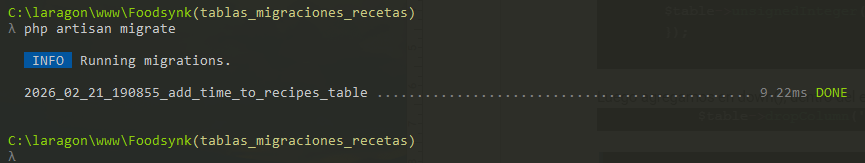 C:\laragon\www\Foodsynk(tablas_migraciones_recetas)
λ php artisan migrate
INFO Running migrations.
2026_02_21_190855_add_time_to_recipes_table ............................................... 9.22ms DONE
C:\laragon\www\Foodsynk(tablas_migraciones_recetas)
λ